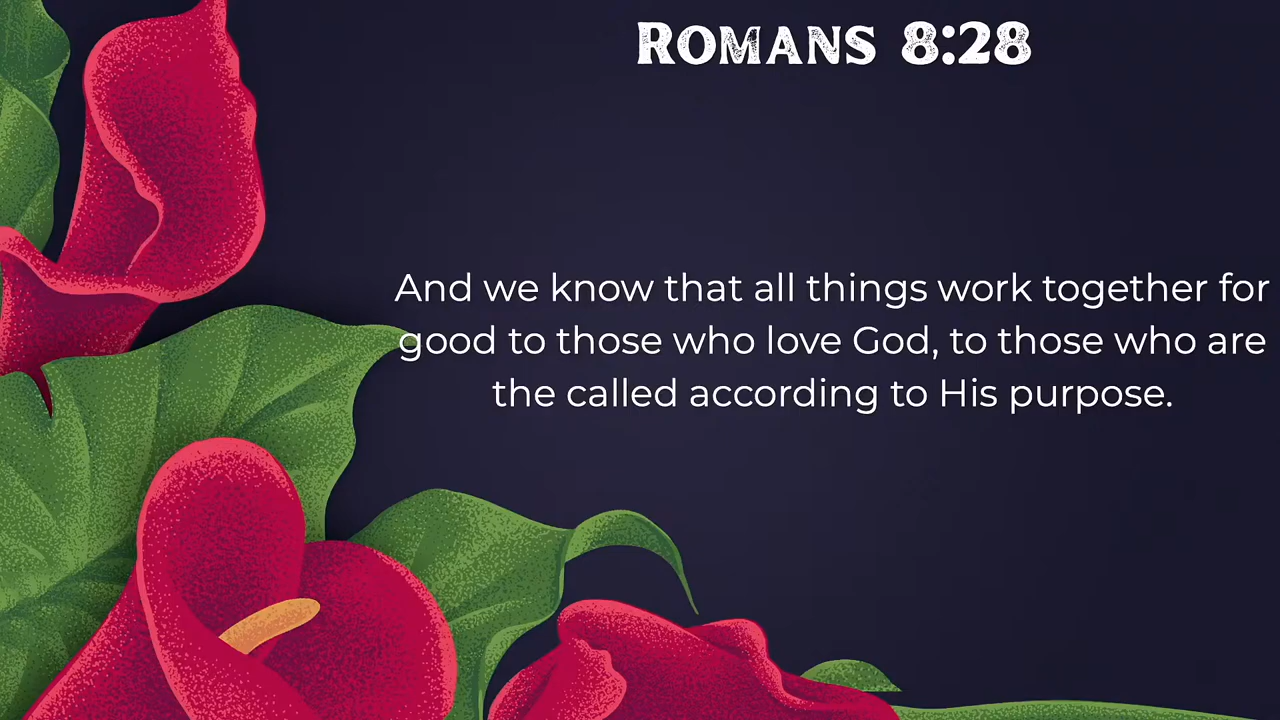 Romans 8:28
And we know that all things work together for
good to those who love God, to those who are
the called according to His purpose.